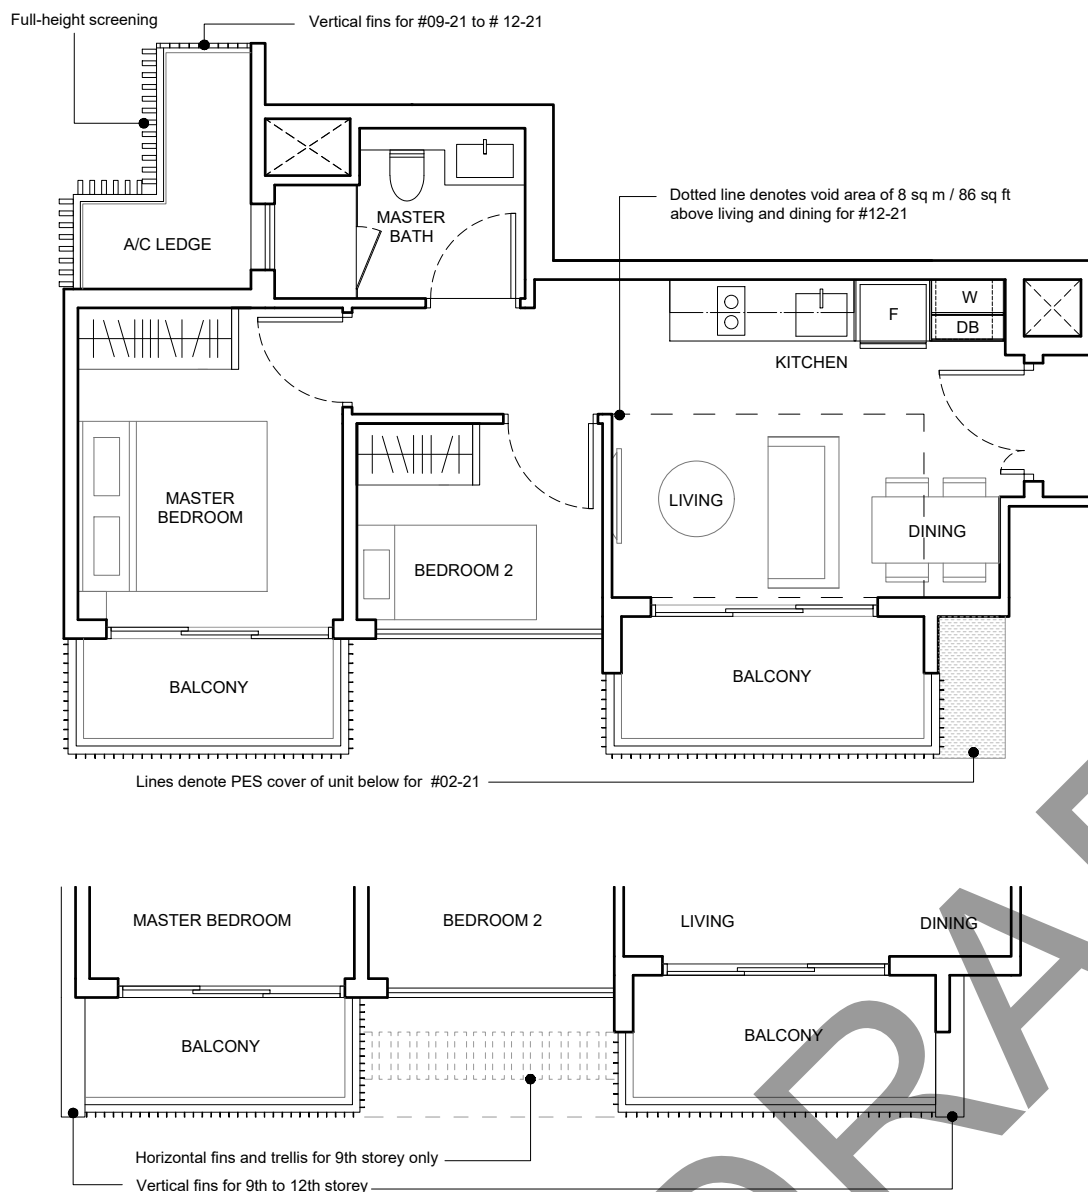 Full-height screening
Vertical fins for #09-21 to # 12-21
Dotted line denotes void area of 8 sq m / 86 sq ft
above living and dining for #12-21
MASTER
BATH
A/C LEDGE
W
F
DB
KITCHEN
MASTER
BEDROOM
LIVING
DINING
BEDROOM 2
BALCONY
BALCONY
Lines denote PES cover of unit below for #02-21
MASTER BEDROOM
BEDROOM 2
LIVING
DINING
BALCONY
BALCONY
Horizontal fins and trellis for 9th storey only
Vertical fins for 9th to 12th storey